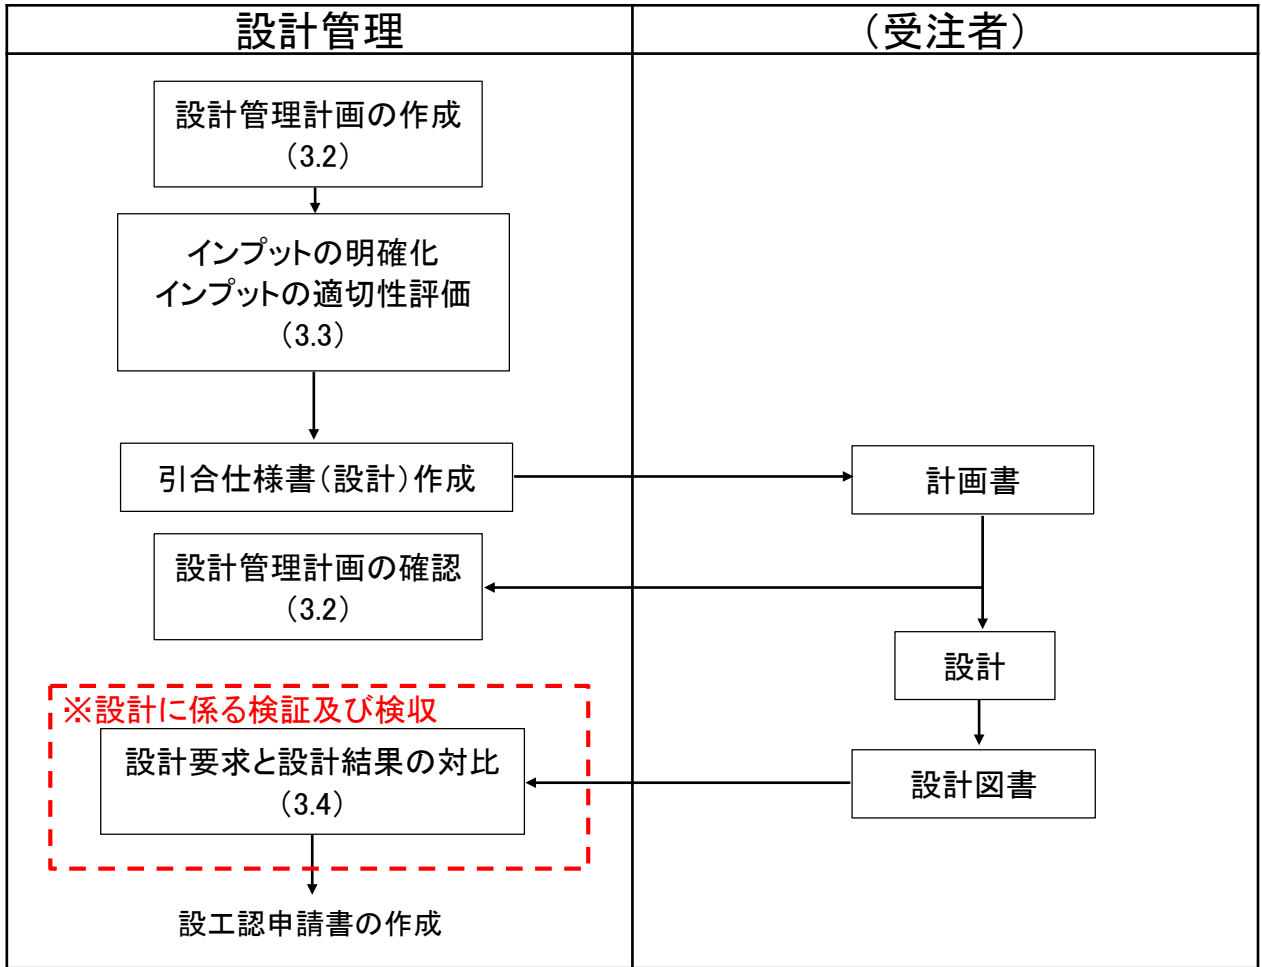 設計管理
（受注者）
設計管理計画の作成
（3.2）
インプットの明確化
インプットの適切性評価
（3.3）
引合仕様書（設計）作成
計画書
設計管理計画の確認
（3.2）
設計
※設計に係る検証及び検収
設計要求と設計結果の対比
（3.4）
設計図書
設工認申請書の作成